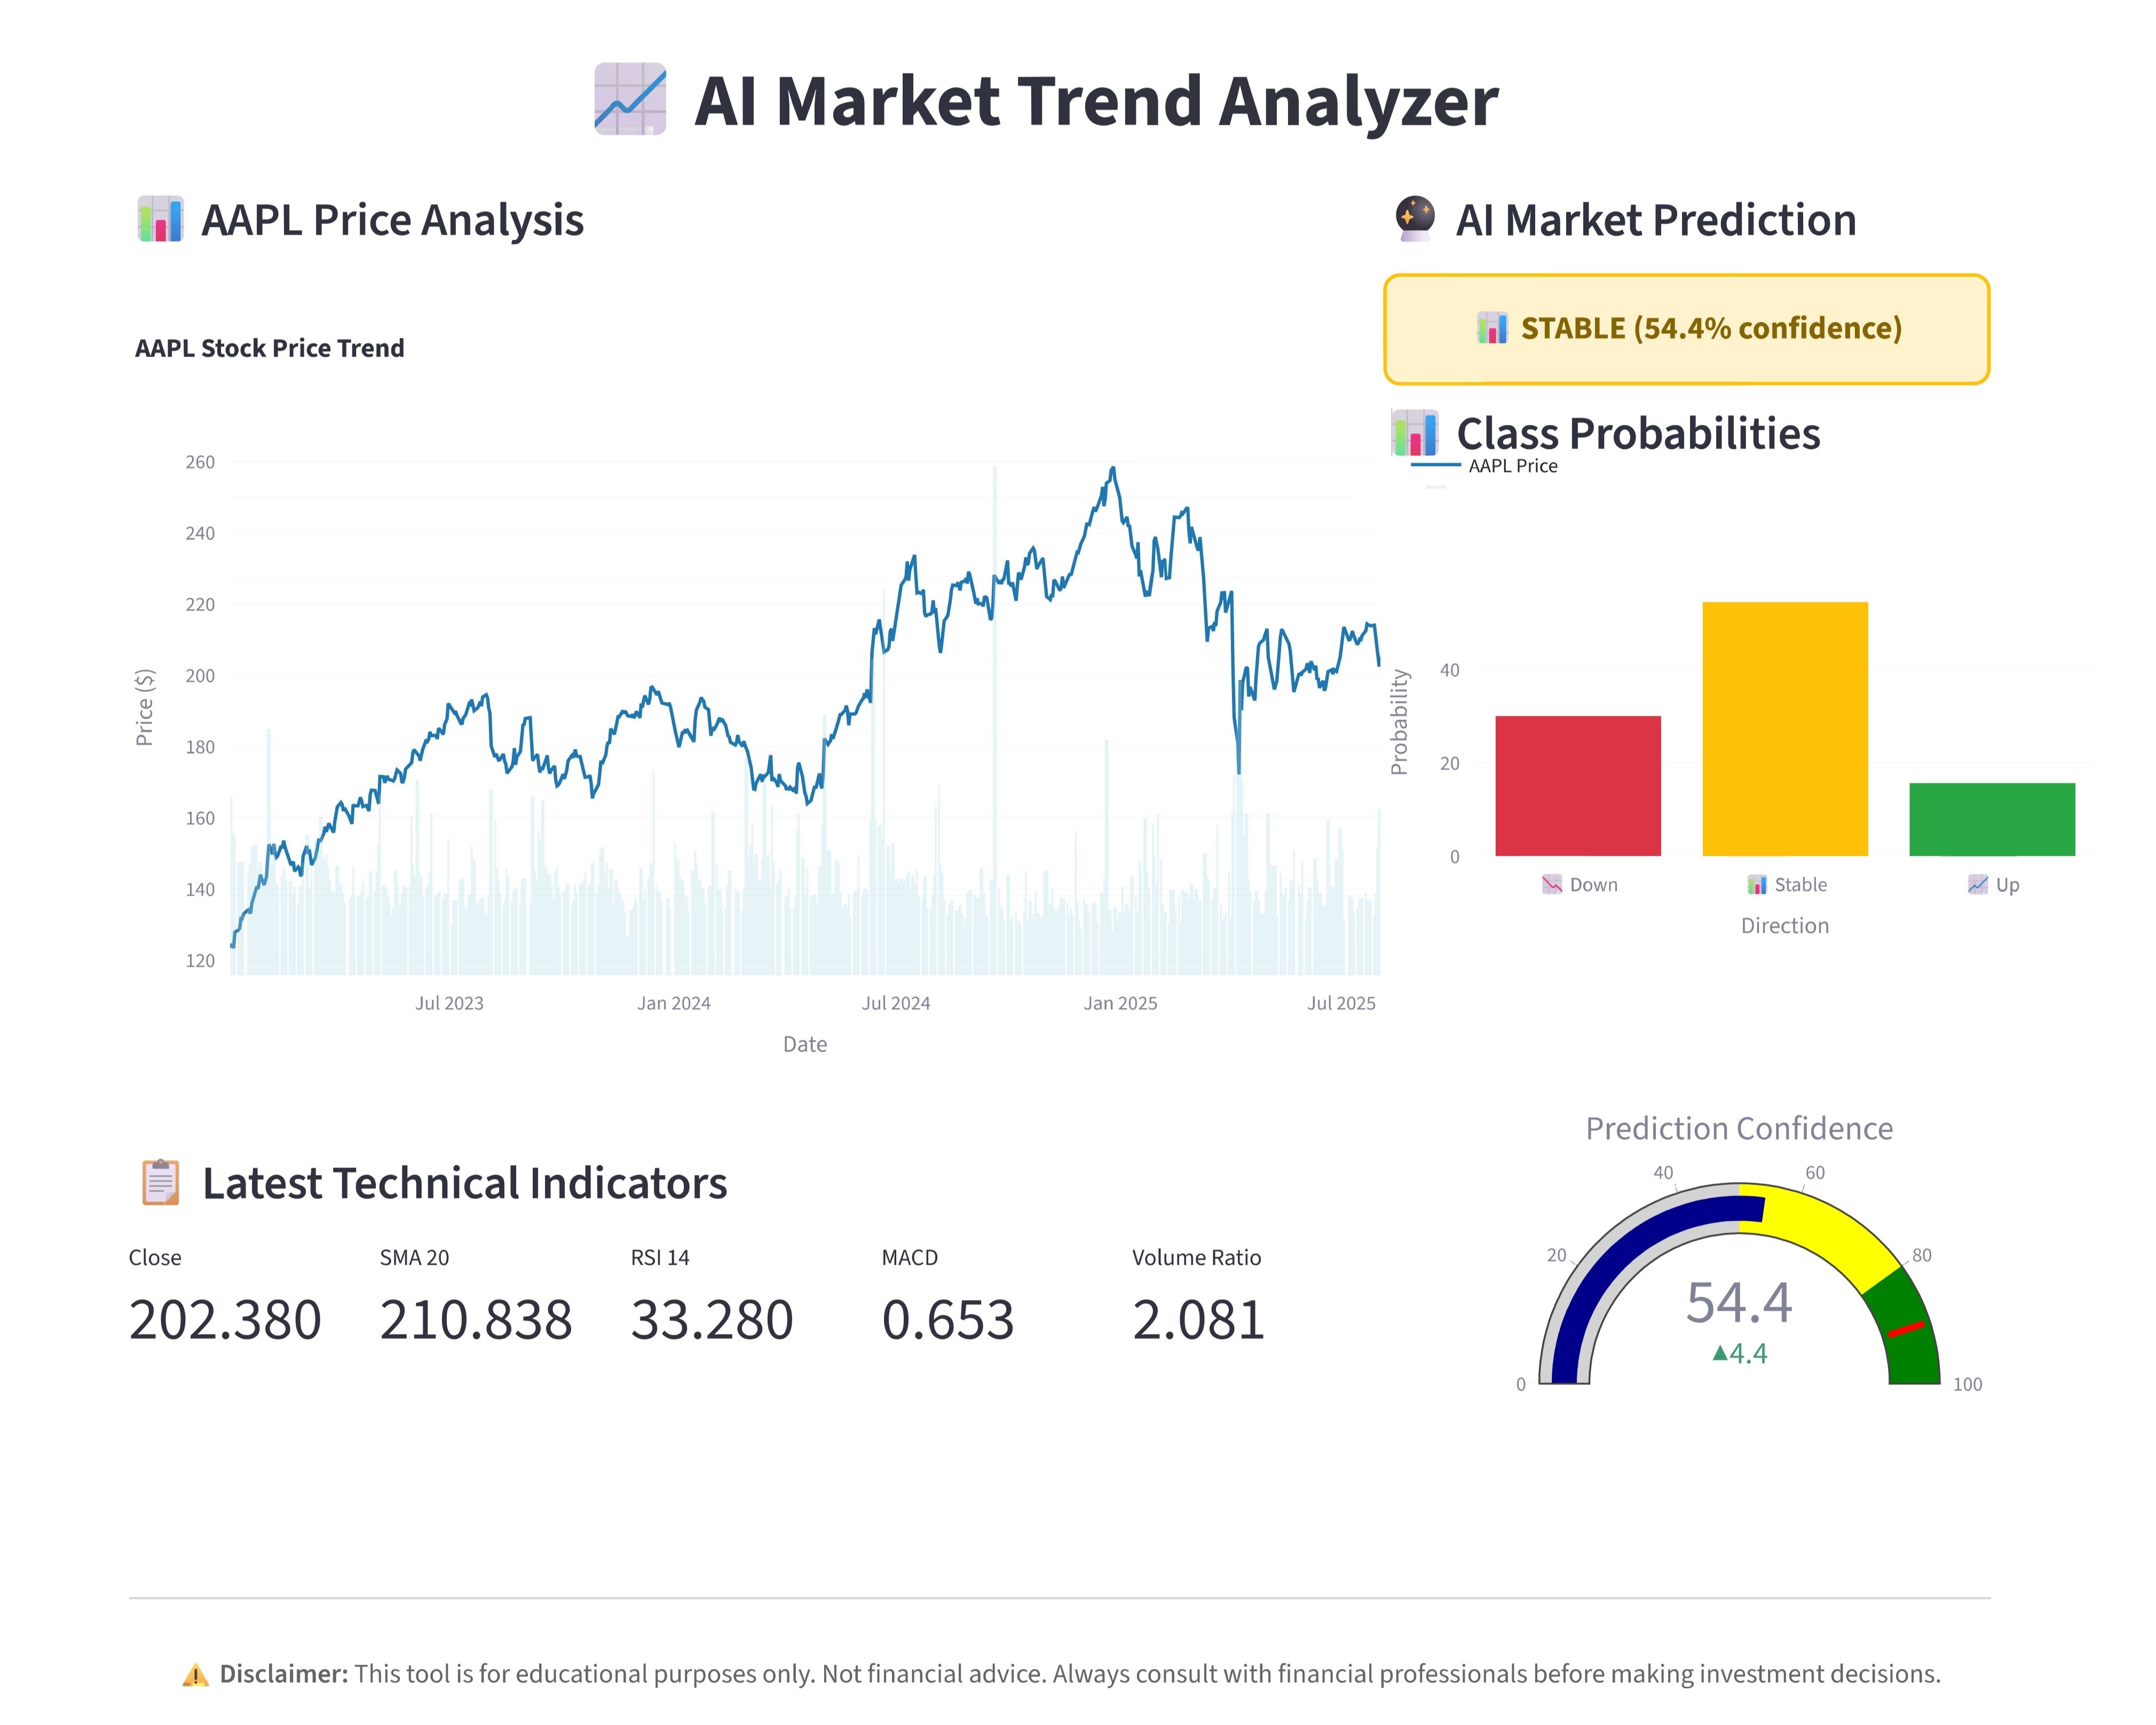 AI Market Trend Analyzer
AAPL Price Analysis
AAPL Stock Price Trend
260
240
220
200
180
160
140
120
Price ($)
Jul 2023
Jan 2024
Jul 2024
Jan 2025
Jul 2025
Date
AI Market Prediction
STABLE (54.4% confidence)
Class Probabilities
AAPL Price
Probability
40
20
0
Down
Stable
Up
Direction
Latest Technical Indicators
Close
202.380
SMA 20
210.838
RSI 14
33.280
MACD
0.653
Volume Ratio
2.081
Prediction Confidence
0
20
40
60
80
100
54.4
▲4.4
Disclaimer: This tool is for educational purposes only. Not financial advice. Always consult with financial professionals before making investment decisions.